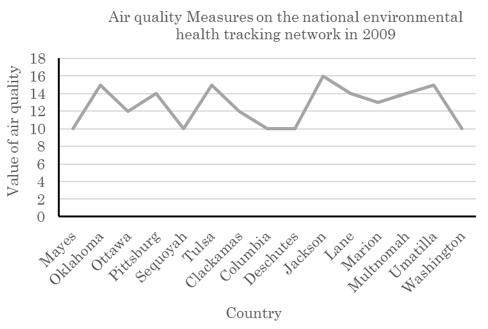 Air quality Measures on the national environmental
health tracking network in 2009
Value of air quality
18
16
14
12
10
8
6
4
2
0
Mayes
Oklahoma
Ottawa
Pittsburg
Sequoyah
Tulsa
Clackamas
Columbia
Deschutes
Jackson
Lane
Marion
Multnomah
Umatilla
Washington
Country